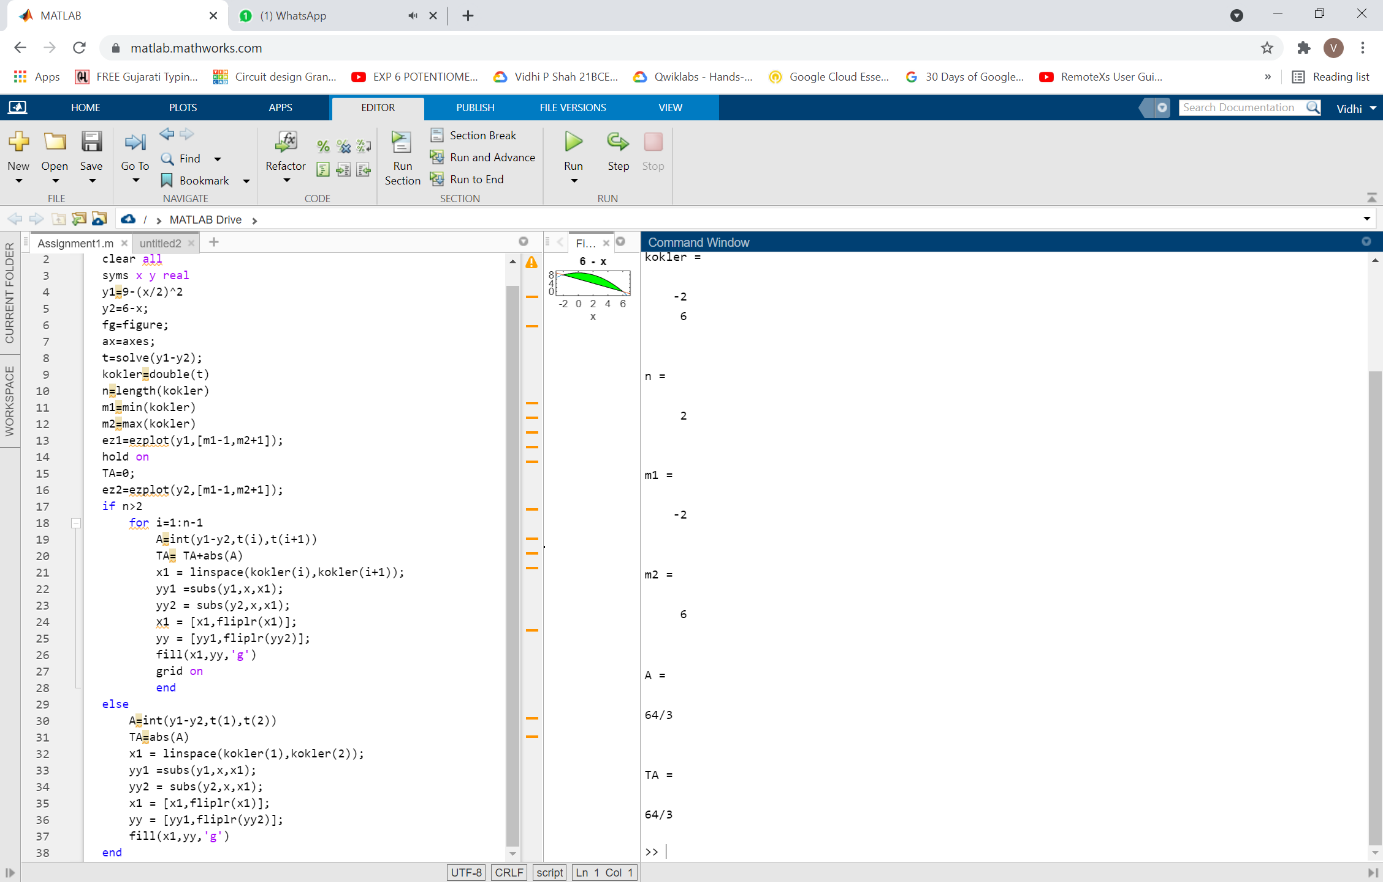 MATLAB
(1) WhatsApp
matlab.mathworks.com
V
Apps
FREE Gujarati Typin...
Circuit design Gran...
EXP 6 POTENTIOME...
Vidhi P Shah 21BCE...
Qwiklabs - Hands-...
Google Cloud Esse...
30 Days of Google...
RemoteXs User Gui...
»
Reading list
HOME
PLOTS
APPS
EDITOR
PUBLISH
FILE VERSIONS
VIEW
Search Documentation
Vidhi
New
Open
Save
FILE
Go To
Find
Bookmark
NAVIGATE
Refactor
CODE
Run Section
Section Break
Run and Advance
Run to End
SECTION
Run
Step
Stop
RUN
/ > MATLAB Drive >
CURRENT FOLDER
WORKSPACE
Assignment1.m
untitled2
2 clear all
3 syms x y real
4 y1=9-(x/2)^2
5 y2=6-x;
6 fg=figure;
7 ax=axes;
8 t=solve(y1-y2);
9 kokler=double(t)
10 n=length(kokler)
11 m1=min(kokler)
12 m2=max(kokler)
13 ez1=ezplot(y1,[m1-1,m2+1]);
14 hold on
15 TA=0;
16 ez2=ezplot(y2,[m1-1,m2+1]);
17 if n>2
18 for i=1:n-1
19 A=int(y1-y2,t(i),t(i+1))
20 TA= TA+abs(A)
21 x1 = linspace(kokler(i),kokler(i+1));
22 yy1 =subs(y1,x,x1);
23 yy2 = subs(y2,x,x1);
24 x1 = [x1,fliplr(x1)];
25 yy = [yy1,fliplr(yy2)];
26 fill(x1,yy,'g')
27 grid on
28 end
29 else
30 A=int(y1-y2,t(1),t(2))
31 TA=abs(A)
32 x1 = linspace(kokler(1),kokler(2));
33 yy1 =subs(y1,x,x1);
34 yy2 = subs(y2,x,x1);
35 x1 = [x1,fliplr(x1)];
36 yy = [yy1,fliplr(yy2)];
37 fill(x1,yy,'g')
38 end
Fi...
6 - x
8
4
0
-2 0 2 4 6
x
Command Window
kokler =
-2
6
n =
2
m1 =
-2
m2 =
6
A =
64/3
TA =
64/3
>>
UTF-8
CRLF
script
Ln 1 Col 1